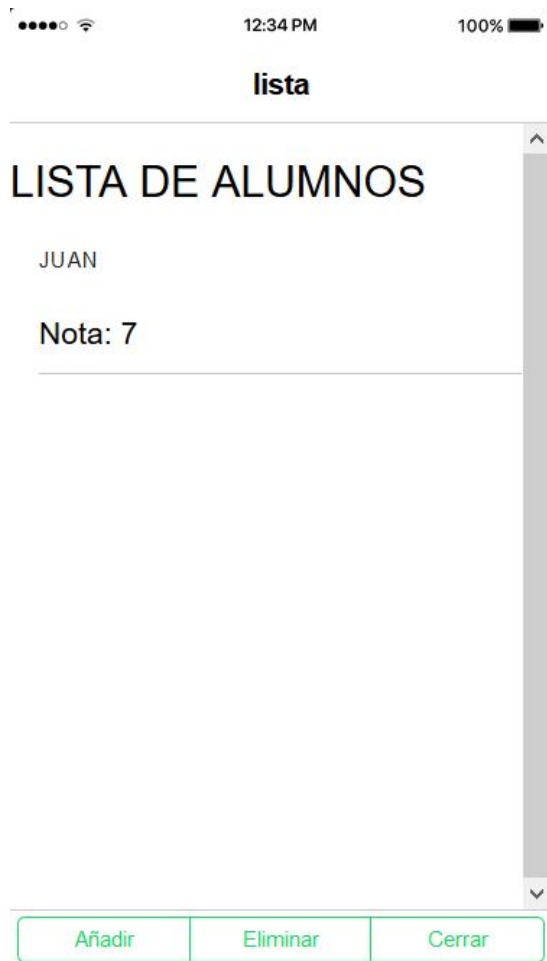 12:34 PM 100%
lista
LISTA DE ALUMNOS
JUAN
Nota: 7
Añadir Eliminar Cerrar